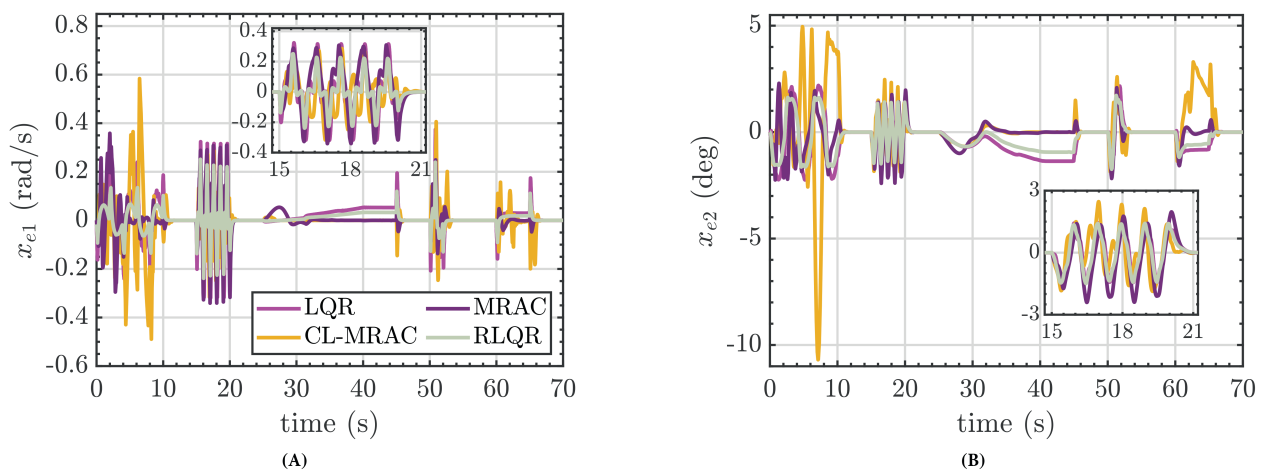 0.8
0.6
0.4
0.2
0
-0.2
-0.4
-0.6
0 10 20 30 40 50 60 70
x_{e1} (rad/s)
time (s)
0.4
0.2
0
-0.2
-0.4
15 18 21
LQR MRAC
CL-MRAC RLQR
(A)
5
0
-5
-10
0 10 20 30 40 50 60 70
x_{e2} (deg)
time (s)
3
0
-3
15 18 21
(B)